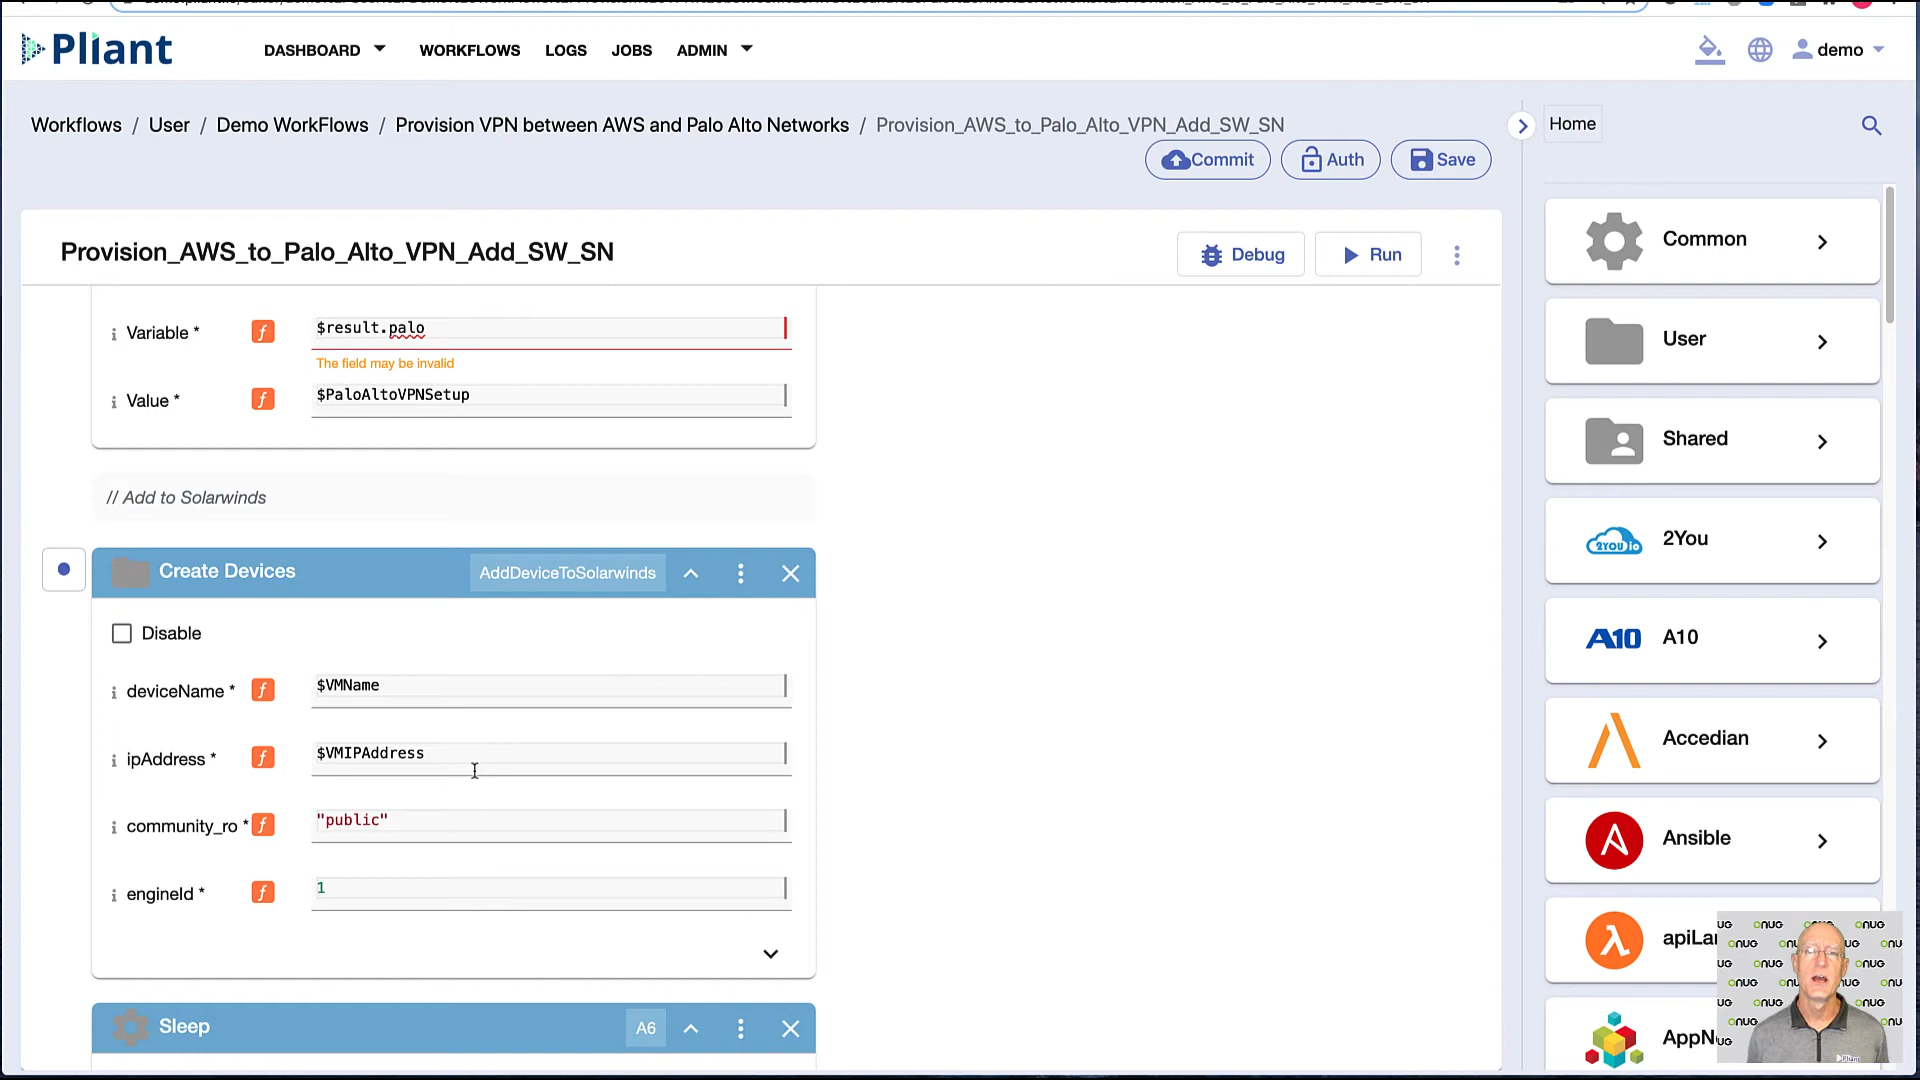 Pliant
DASHBOARD
WORKFLOWS
LOGS
JOBS
ADMIN
demo
Workflows / User / Demo WorkFlows / Provision VPN between AWS and Palo Alto Networks / Provision_AWS_to_Palo_Alto_VPN_Add_SW_SN
Home
Commit
Auth
Save
Provision_AWS_to_Palo_Alto_VPN_Add_SW_SN
Debug
Run
Variable * f $result.palo
The field may be invalid
Value * f $PaloAltoVPNSetup
// Add to Solarwinds
Create Devices
AddDeviceToSolarwinds
Disable
deviceName * f $VMName
ipAddress * f $VMIPAddress
community_ro * f "public"
engineId * f 1
Sleep
A6
Common
User
Shared
2YOU io
2You
A10
A10
Accedian
Ansible
apiLa
AppN